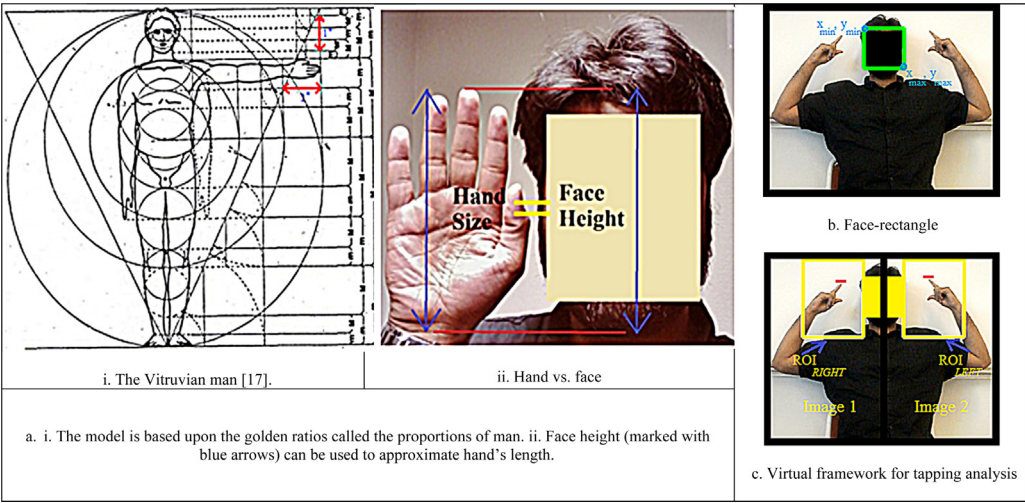 1"
1"
i. The Vitruvian man [17].
Hand
Size
Face
Height
ii. Hand vs. face
a. i. The model is based upon the golden ratios called the proportions of man. ii. Face height (marked with
blue arrows) can be used to approximate hand's length.
x min, y min
x max, y max
b. Face-rectangle
ROI RIGHT
ROI LEFT
Image 1
Image 2
c. Virtual framework for tapping analysis